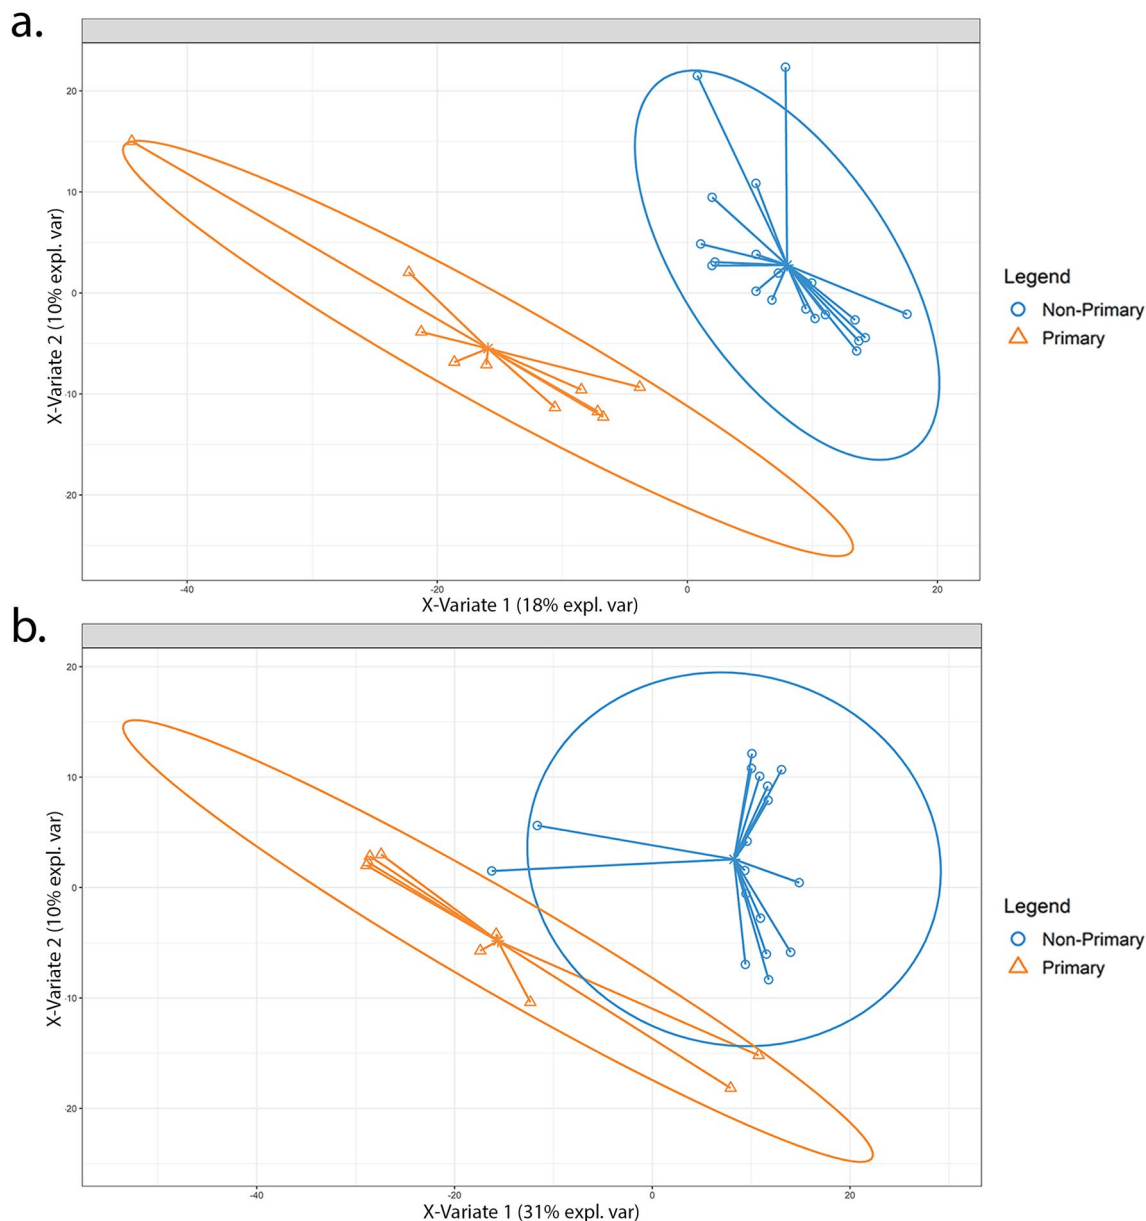 a.
20
10
0
-10
-20
X-Variate 2 (10% expl. var)
-40
-20
0
20
X-Variate 1 (18% expl. var)
Legend
Non-Primary
Primary
b.
20
10
0
-10
-20
X-Variate 2 (10% expl. var)
-40
-20
0
20
X-Variate 1 (31% expl. var)
Legend
Non-Primary
Primary